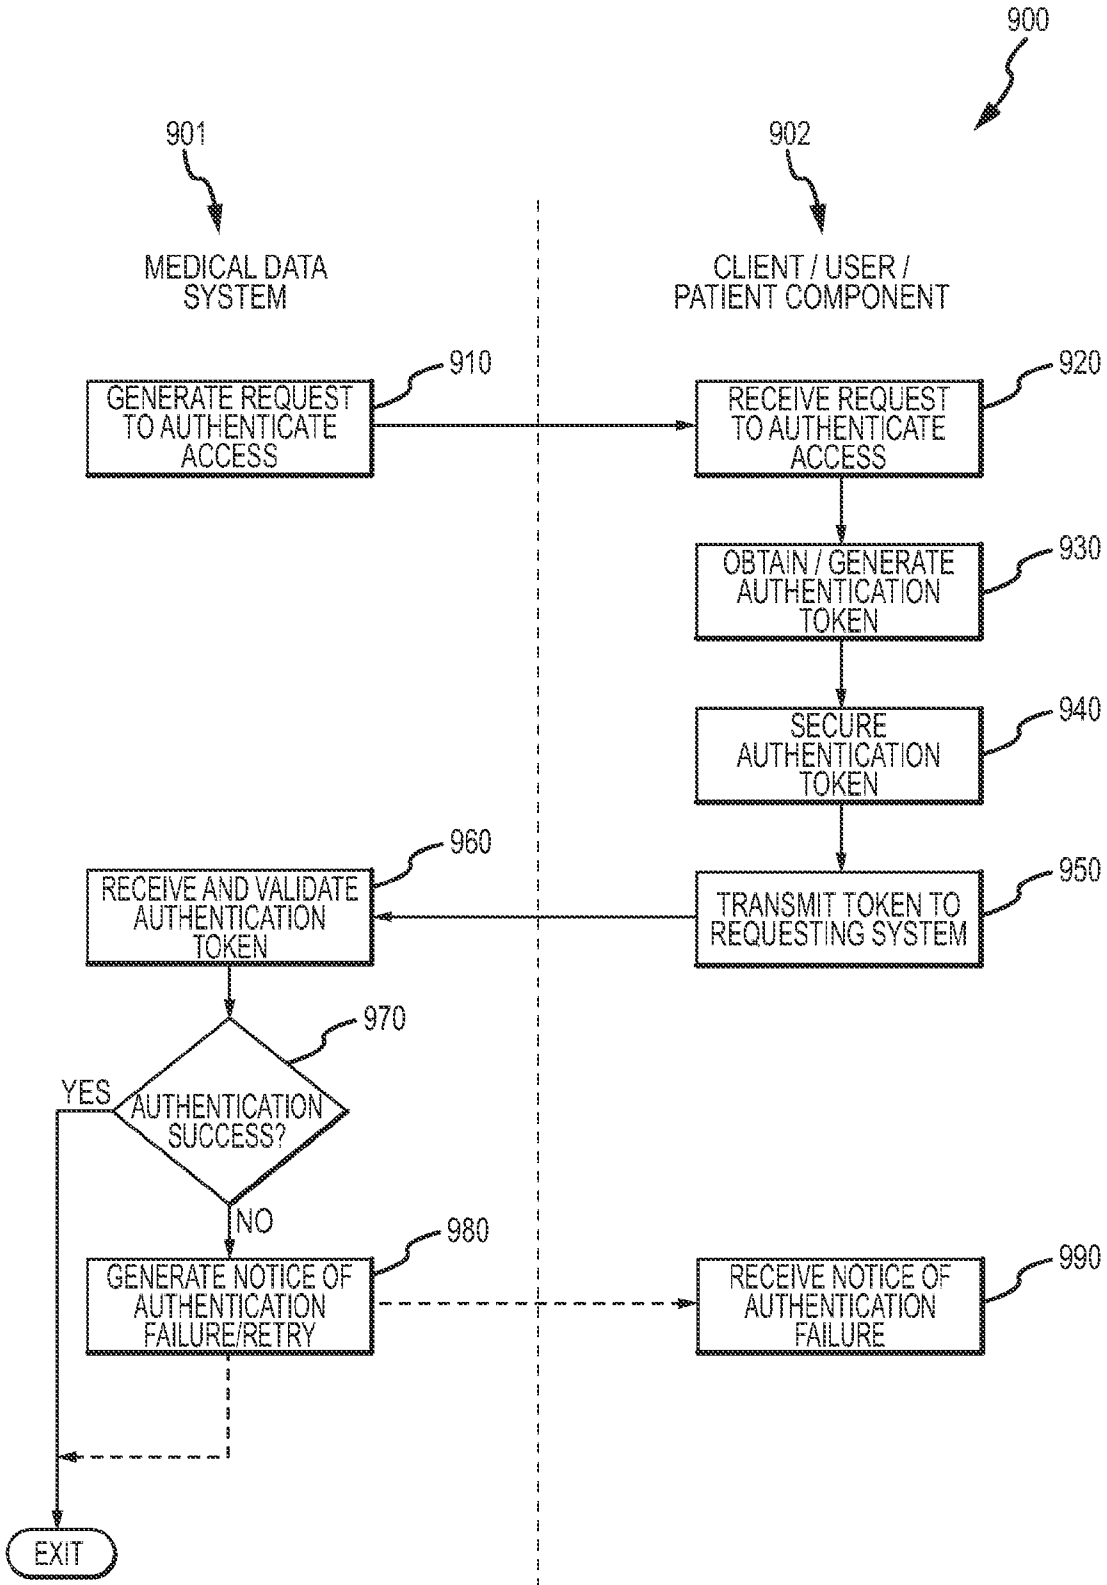 900
901
902
MEDICAL DATA
SYSTEM
CLIENT / USER /
PATIENT COMPONENT
910
GENERATE REQUEST
TO AUTHENTICATE
ACCESS
920
RECEIVE REQUEST
TO AUTHENTICATE
ACCESS
930
OBTAIN / GENERATE
AUTHENTICATION
TOKEN
940
SECURE
AUTHENTICATION
TOKEN
950
TRANSMIT TOKEN TO
REQUESTING SYSTEM
960
RECEIVE AND VALIDATE
AUTHENTICATION
TOKEN
970
YES
AUTHENTICATION
SUCCESS?
NO
980
GENERATE NOTICE OF
AUTHENTICATION
FAILURE/RETRY
990
RECEIVE NOTICE OF
AUTHENTICATION
FAILURE
EXIT